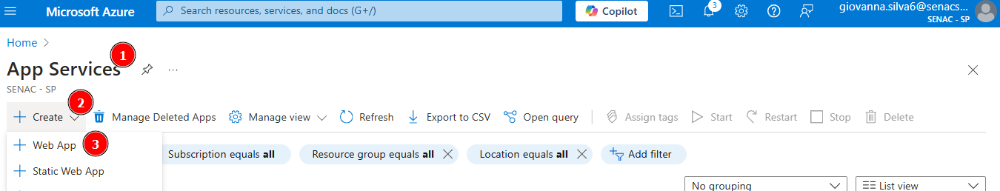 Microsoft Azure
Search resources, services, and docs (G+/)
Copilot
3
giovanna.silva6@senacs...
SENAC - SP
Home
1
App Services
...
SENAC - SP
2
Create
Manage Deleted Apps
Manage view
Refresh
Export to CSV
Open query
Assign tags
Start
Restart
Stop
Delete
Web App
3
Subscription equals all
Resource group equals all
Location equals all
Add filter
Static Web App
No grouping
List view